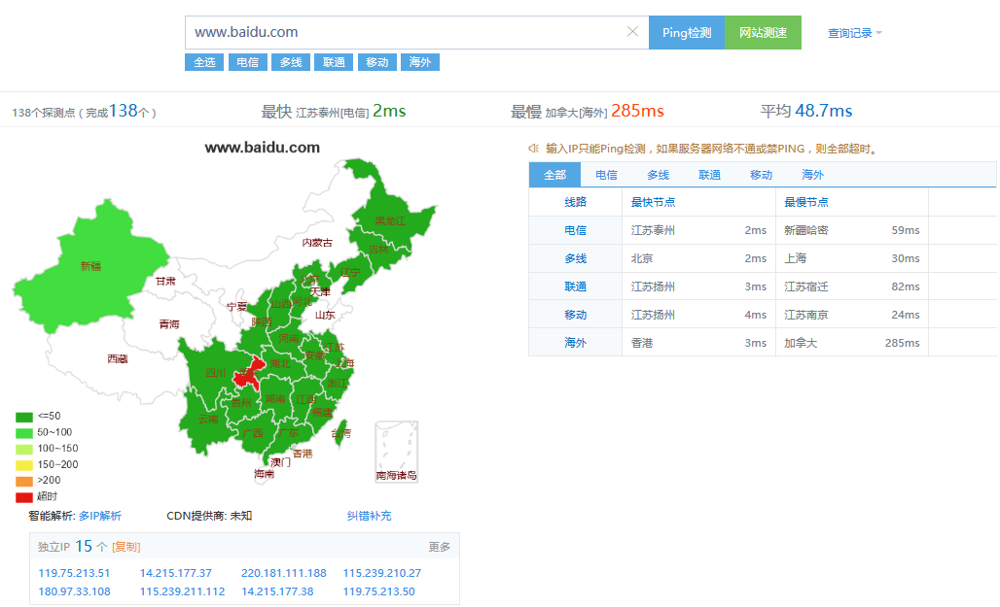 www.baidu.com
Ping检测 网站测速 查询记录
全选 电信 多线 联通 移动 海外
138个探测点 ( 完成138个 ) 最快 江苏泰州[电信] 2ms 最慢 加拿大[海外] 285ms 平均 48.7ms
www.baidu.com
黑龙江
内蒙古
吉林
新疆
辽宁
甘肃
天津
宁夏 山西 河北
山东
青海 陕西
河南
江苏
西藏 安徽
上海
四川 湖北
浙江
贵州 湖南 江西
云南 福建
广西 广东 台湾
香港
澳门
海南 南海诸岛
<=50
50~100
100~150
150~200
>200
超时
智能解析: 多IP解析 CDN提供商: 未知 纠错补充
独立IP 15 个 [复制] 更多
119.75.213.51 14.215.177.37 220.181.111.188 115.239.210.27
180.97.33.108 115.239.211.112 14.215.177.38 119.75.213.50
输入IP只能Ping检测，如果服务器网络不通或禁PING，则全部超时。
全部 电信 多线 联通 移动 海外
线路 最快节点 最慢节点
电信 江苏泰州 2ms 新疆哈密 59ms
多线 北京 2ms 上海 30ms
联通 江苏扬州 3ms 江苏宿迁 82ms
移动 江苏扬州 4ms 江苏南京 24ms
海外 香港 3ms 加拿大 285ms